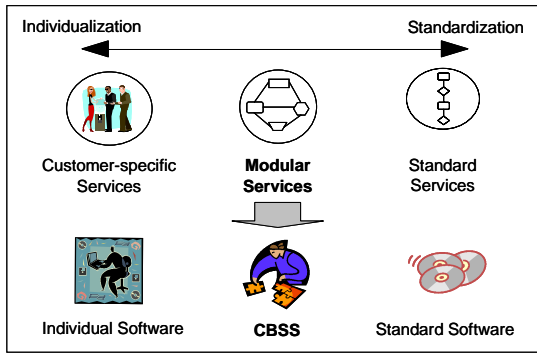 Individualization
Standardization
Customer-specific
Services
Modular
Services
Standard
Services
Individual Software
CBSS
Standard Software